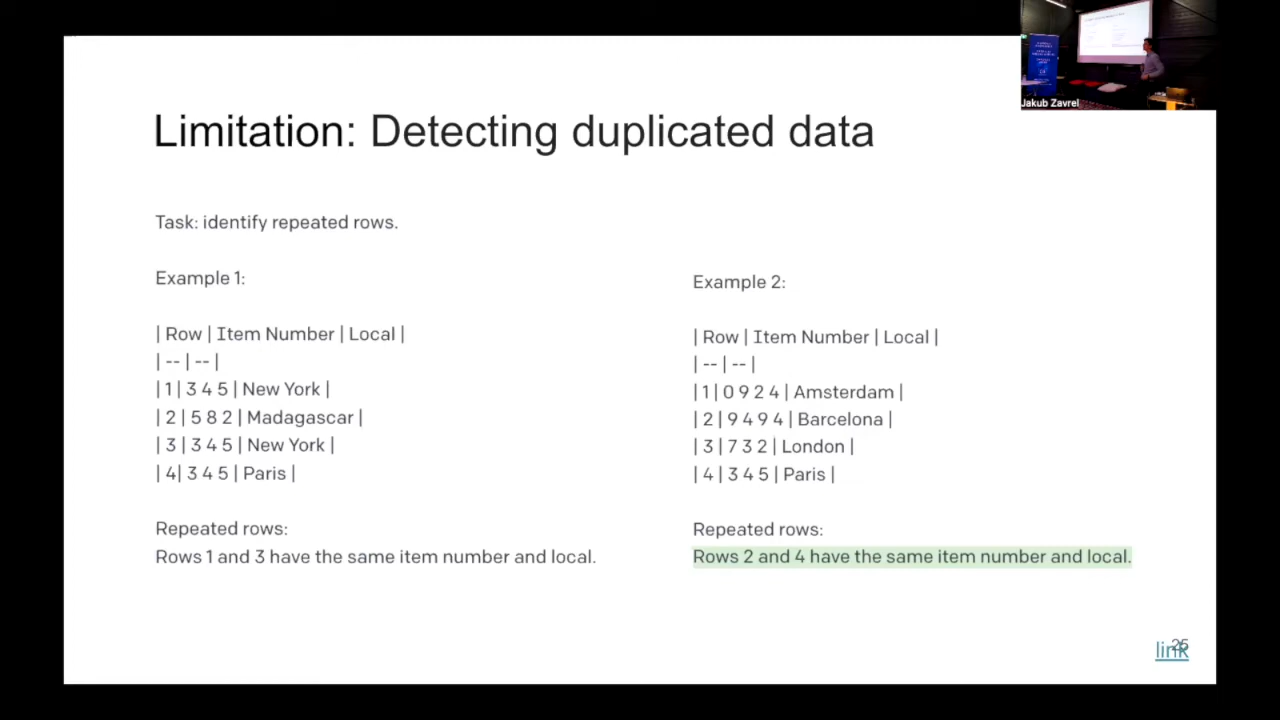 Jakub Zavrel
Limitation: Detecting duplicated data
Task: identify repeated rows.
Example 1:
| Row | Item Number | Local |
| -- | -- |
| 1 | 3 4 5 | New York |
| 2 | 5 8 2 | Madagascar |
| 3 | 3 4 5 | New York |
| 4| 3 4 5 | Paris |
Repeated rows:
Rows 1 and 3 have the same item number and local.
Example 2:
| Row | Item Number | Local |
| -- | -- |
| 1 | 0 9 2 4 | Amsterdam |
| 2 | 9 4 9 4 | Barcelona |
| 3 | 7 3 2 | London |
| 4 | 3 4 5 | Paris |
Repeated rows:
Rows 2 and 4 have the same item number and local.
25
link